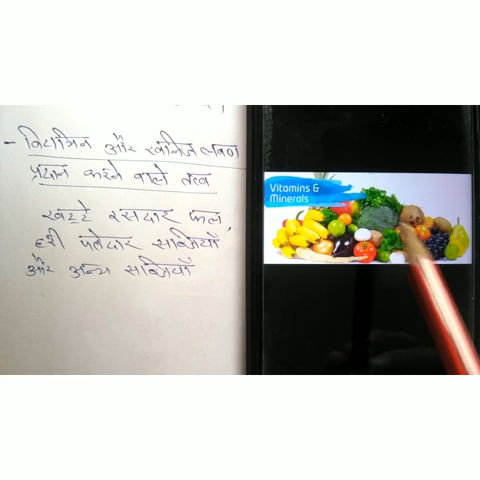 - विटामिन और खनिज लवण
प्रदान करने वाले तत्व
खट्टे रसदार फल,
हरी पत्तेदार सब्जियाँ
और अन्य सब्जियाँ
Vitamins &
Minerals